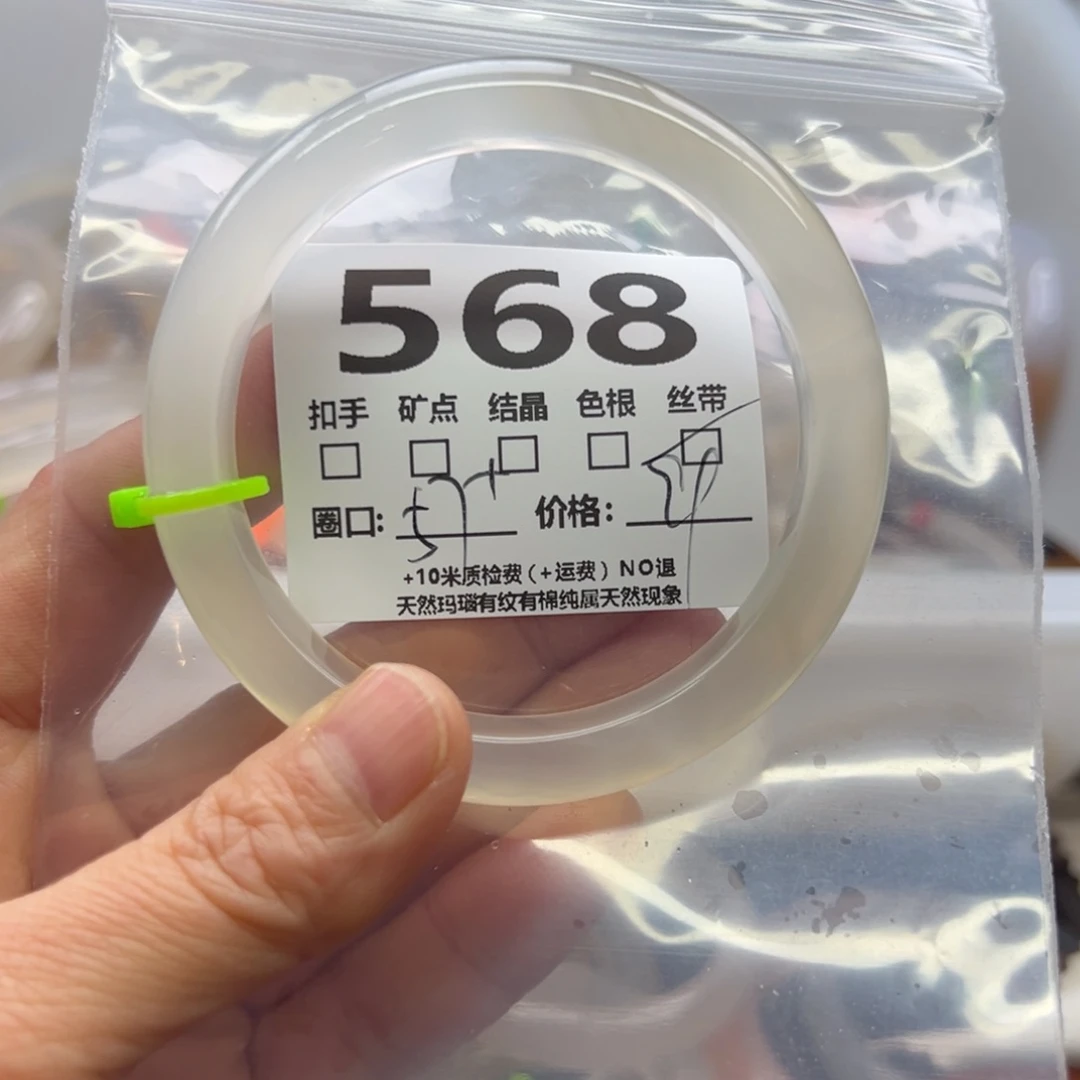 568
扣手 矿点 结晶 色根 丝带
圈口: 价格:
+10米质检费(+运费)NO退
天然玛瑙有纹有棉纯属天然现象